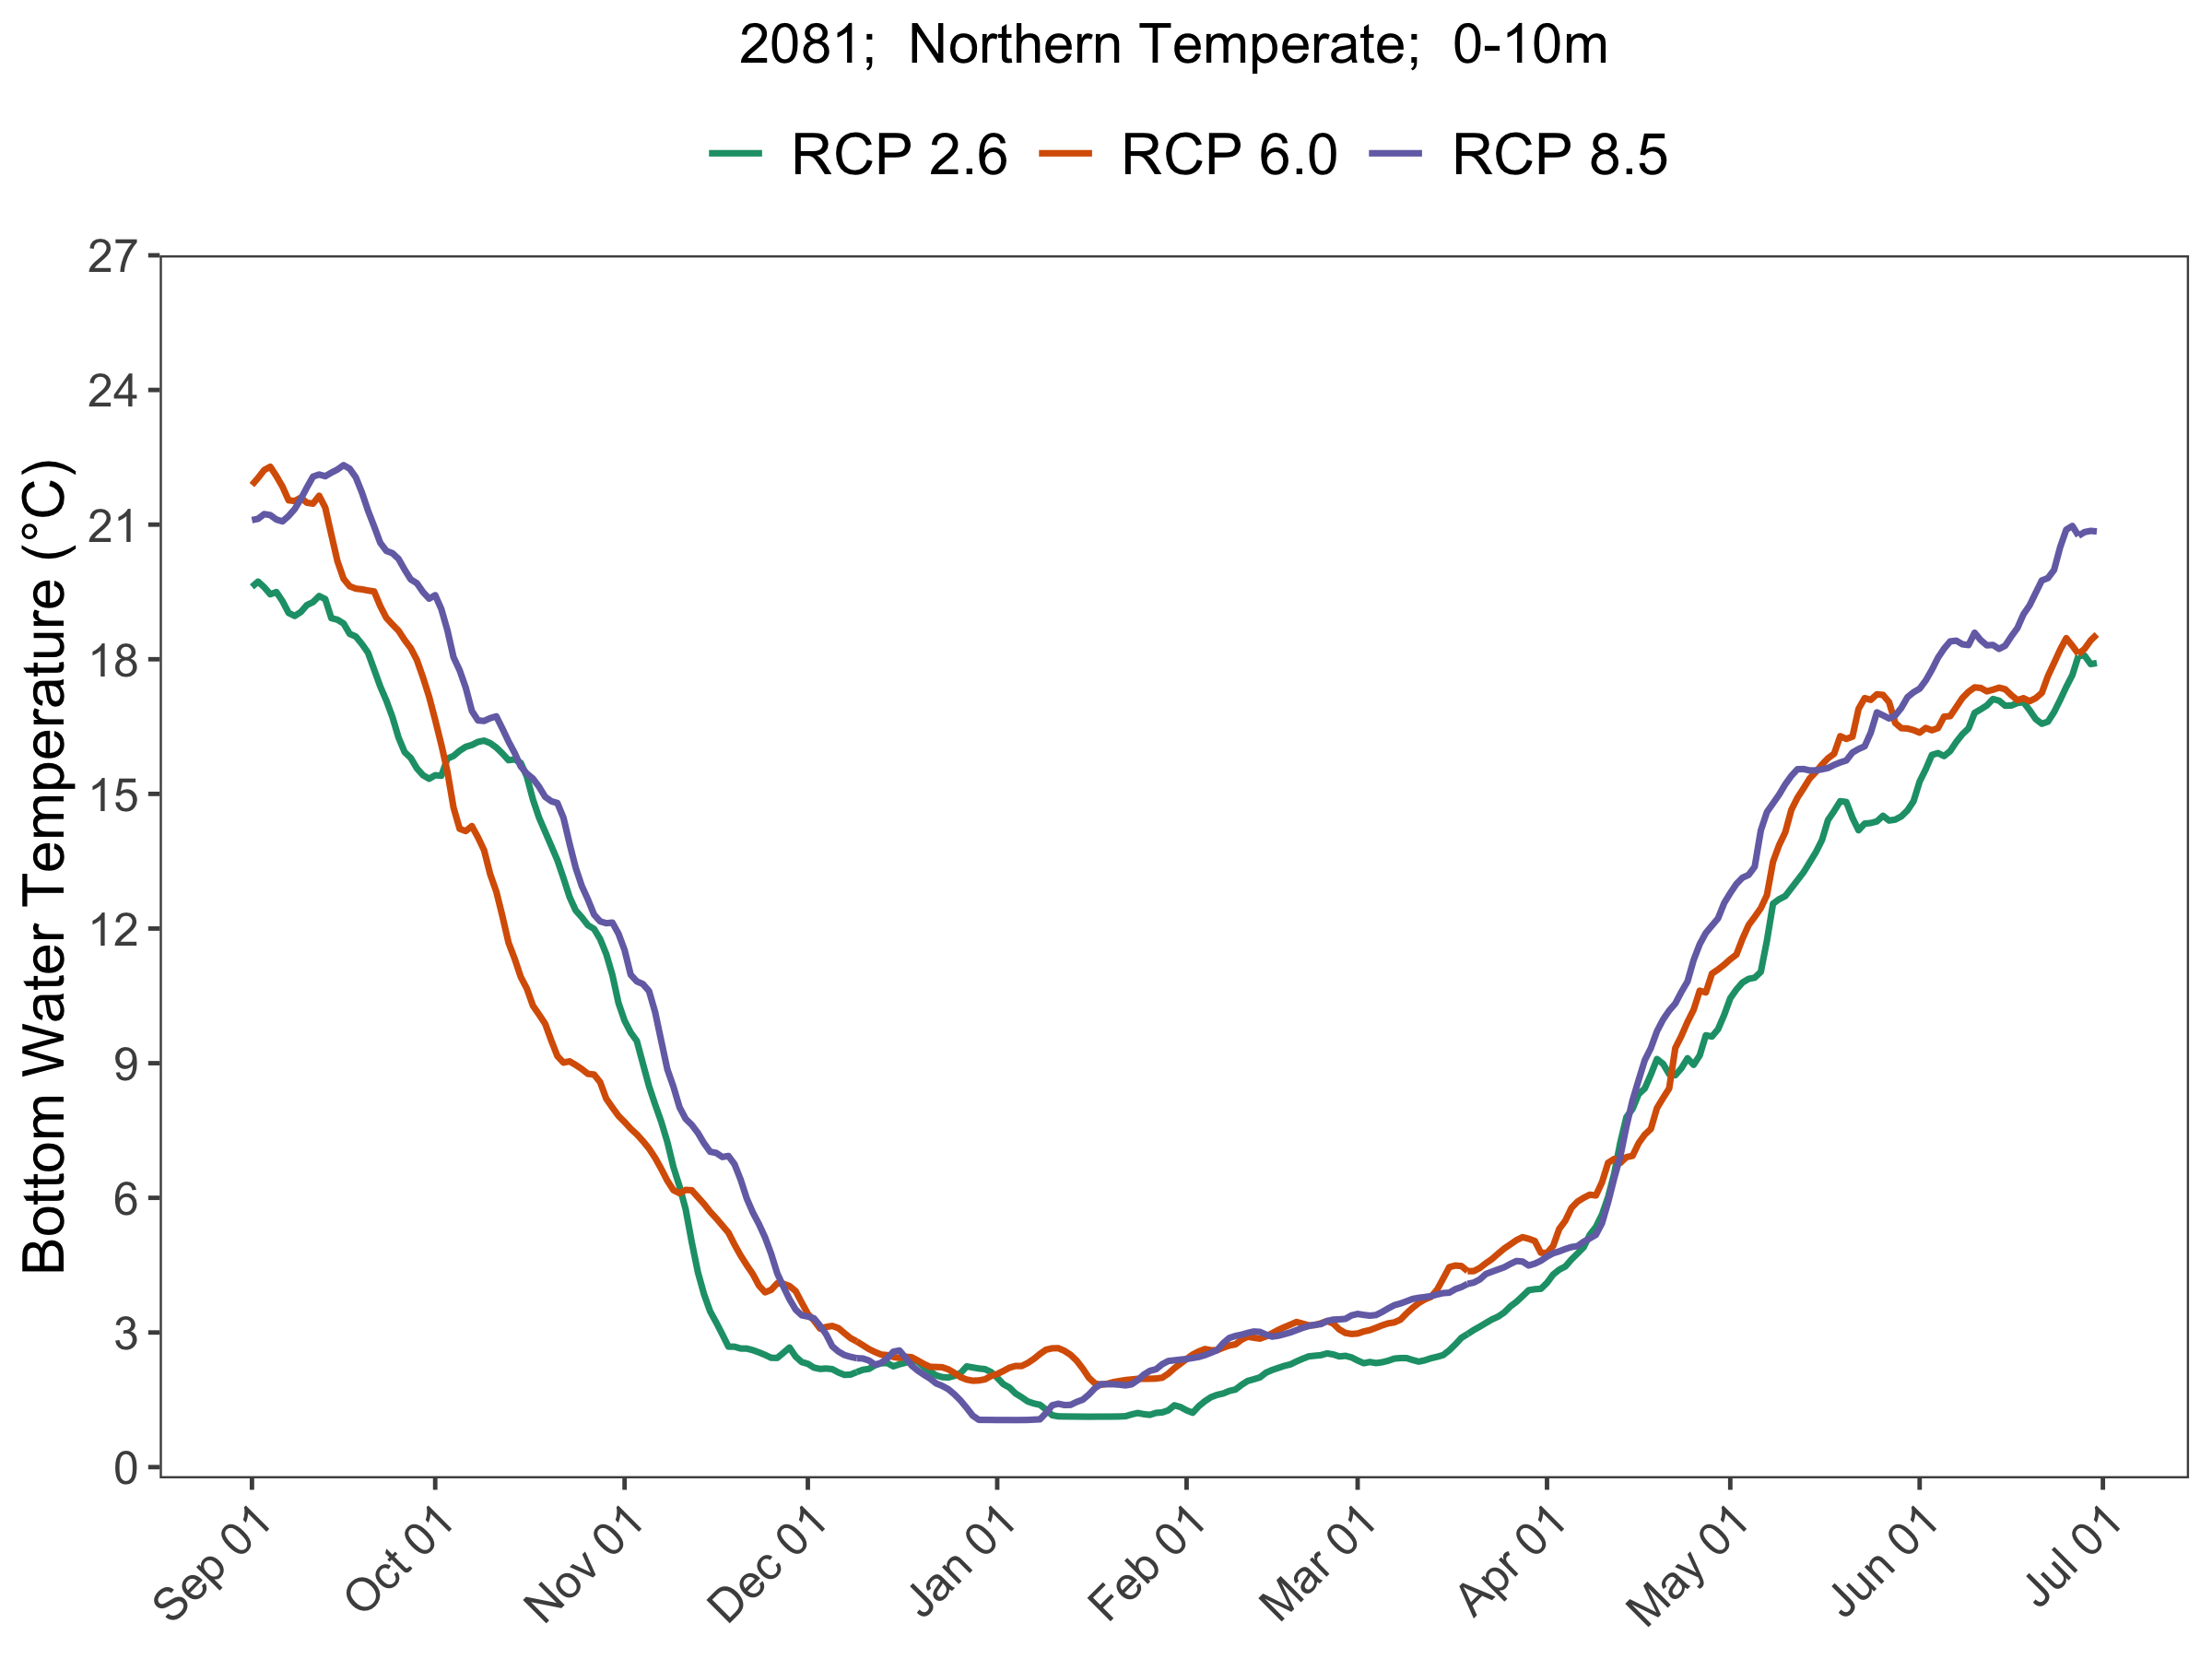 2081;  Northern Temperate;  0-10m
RCP 2.6 RCP 6.0 RCP 8.5
Bottom Water Temperature (°C)
27
24
21
18
15
12
9
6
3
0
Sep 01 Oct 01 Nov 01 Dec 01 Jan 01 Feb 01 Mar 01 Apr 01 May 01 Jun 01 Jul 01